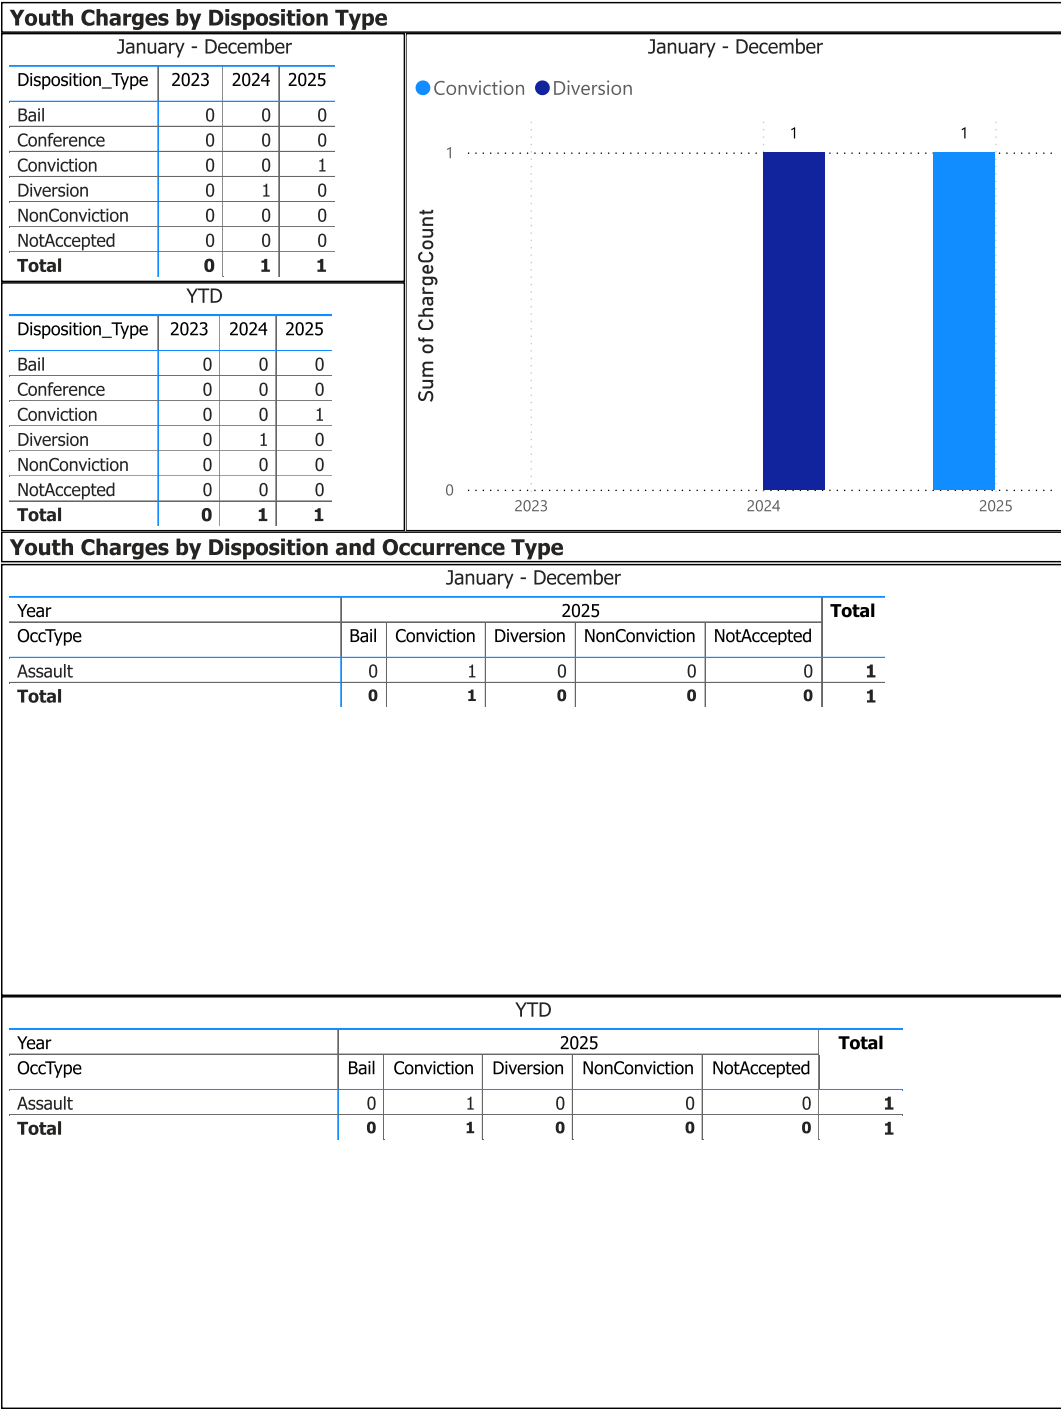 Youth Charges by Disposition Type
January - December
Disposition_Type 2023 2024 2025
Bail 0 0 0
Conference 0 0 0
Conviction 0 0 1
Diversion 0 1 0
NonConviction 0 0 0
NotAccepted 0 0 0
Total 0 1 1
YTD
Disposition_Type 2023 2024 2025
Bail 0 0 0
Conference 0 0 0
Conviction 0 0 1
Diversion 0 1 0
NonConviction 0 0 0
NotAccepted 0 0 0
Total 0 1 1
January - December
Conviction Diversion
Sum of ChargeCount
1 1
1
0
2023 2024 2025
Youth Charges by Disposition and Occurrence Type
January - December
Year 2025 Total
OccType Bail Conviction Diversion NonConviction NotAccepted
Assault 0 1 0 0 0 1
Total 0 1 0 0 0 1
YTD
Year 2025 Total
OccType Bail Conviction Diversion NonConviction NotAccepted
Assault 0 1 0 0 0 1
Total 0 1 0 0 0 1